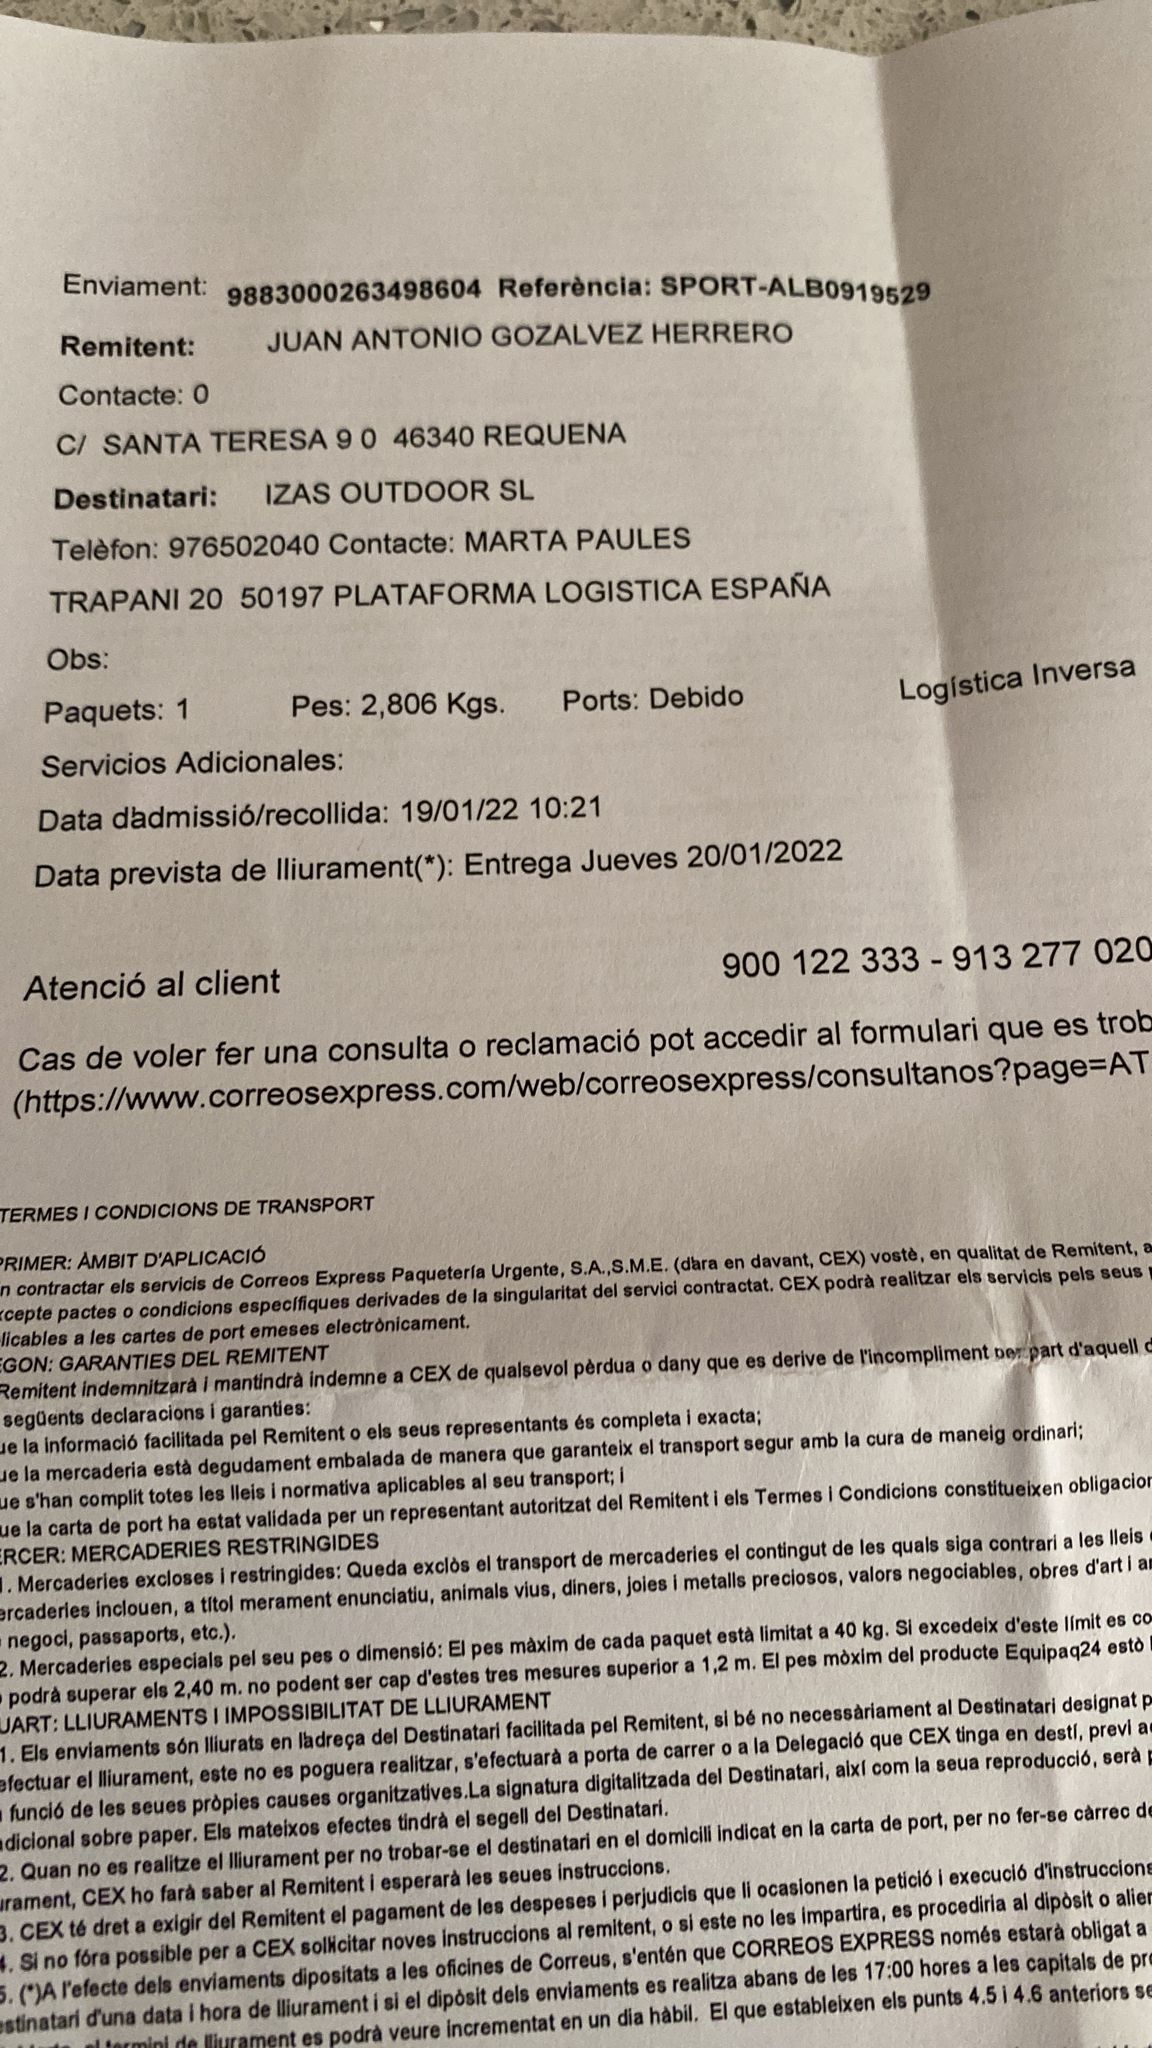 Enviament: 9883000263498604 Referència: SPORT-ALB0919529
Remitent: JUAN ANTONIO GOZALVEZ HERRERO
Contacte: 0
C/ SANTA TERESA 9 0 46340 REQUENA
Destinatari: IZAS OUTDOOR SL
Telèfon: 976502040 Contacte: MARTA PAULES
TRAPANI 20 50197 PLATAFORMA LOGISTICA ESPAÑA
Obs:
Paquets: 1 Pes: 2,806 Kgs. Ports: Debido Logística Inversa
Servicios Adicionales:
Data d'admissió/recollida: 19/01/22 10:21
Data prevista de lliurament(*): Entrega Jueves 20/01/2022
Atenció al client 900 122 333 - 913 277 020
Cas de voler fer una consulta o reclamació pot accedir al formulari que es trob
(https://www.correosexpress.com/web/correosexpress/consultanos?page=AT
TERMES I CONDICIONS DE TRANSPORT
PRIMER: ÀMBIT D'APLICACIÓ
n contractar els servicis de Correos Express Paquetería Urgente, S.A.,S.M.E. (d'ara en davant, CEX) vostè, en qualitat de Remitent, a
xcepte pactes o condicions específiques derivades de la singularitat del servici contractat. CEX podrà realitzar els servicis pels seus
licables a les cartes de port emeses electrònicament.
EGON: GARANTIES DEL REMITENT
Remitent indemnitzarà i mantindrà indemne a CEX de qualsevol pèrdua o dany que es derive de l'incompliment per part d'aquell d
següents declaracions i garanties:
ue la informació facilitada pel Remitent o els seus representants és completa i exacta;
ue la mercaderia està degudament embalada de manera que garanteix el transport segur amb la cura de maneig ordinari;
ue s'han complit totes les lleis i normativa aplicables al seu transport; i
ue la carta de port ha estat validada per un representant autoritzat del Remitent i els Termes i Condicions constitueixen obligacion
ERCER: MERCADERIES RESTRINGIDES
1. Mercaderies excloses i restringides: Queda exclòs el transport de mercaderies el contingut de les quals siga contrari a les lleis
ercaderies inclouen, a títol merament enunciatiu, animals vius, diners, joies i metalls preciosos, valors negociables, obres d'art i an
negoci, passaports, etc.).
2. Mercaderies especials pel seu pes o dimensió: El pes màxim de cada paquet està limitat a 40 kg. Si excedeix d'este límit es co
podrà superar els 2,40 m. no podent ser cap d'estes tres mesures superior a 1,2 m. El pes mòxim del producte Equipaq24 estò
UART: LLIURAMENTS I IMPOSSIBILITAT DE LLIURAMENT
1. Els enviaments són lliurats en l'adreça del Destinatari facilitada pel Remitent, si bé no necessàriament al Destinatari designat p
efectuar el lliurament, este no es poguera realitzar, s'efectuarà a porta de carrer o a la Delegació que CEX tinga en destí, previ a
funció de les seues pròpies causes organitzatives.La signatura digitalitzada del Destinatari, així com la seua reproducció, serà p
adicional sobre paper. Els mateixos efectes tindrà el segell del Destinatari.
2. Quan no es realitze el lliurament per no trobar-se el destinatari en el domicili indicat en la carta de port, per no fer-se càrrec de
urament, CEX ho farà saber al Remitent i esperarà les seues instruccions.
3. CEX té dret a exigir del Remitent el pagament de les despeses i perjudicis que li ocasionen la petició i execució d'instruccions
4. Si no fóra possible per a CEX sol·licitar noves instruccions al remitent, o si este no les impartira, es procediria al dipòsit o alien
5. (*)A l'efecte dels enviaments dipositats a les oficines de Correus, s'entén que CORREOS EXPRESS només estarà obligat a
estinatari d'una data i hora de lliurament i si el dipòsit dels enviaments es realitza abans de les 17:00 hores a les capitals de pro
termini de lliurament es podrà veure incrementat en un dia hàbil. El que estableixen els punts 4.5 i 4.6 anteriors se